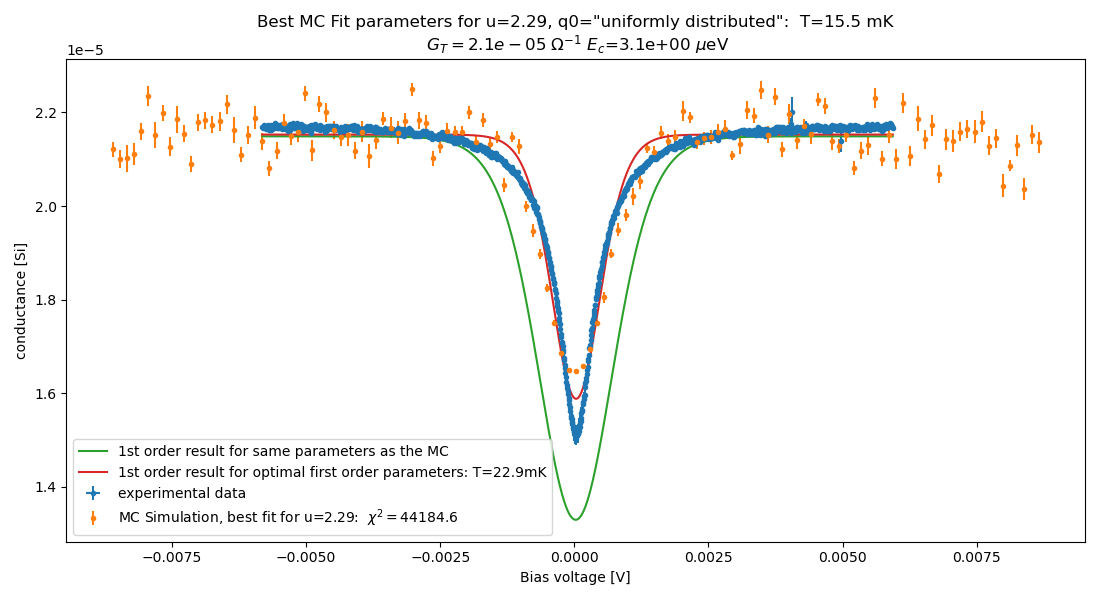 Best MC Fit parameters for u=2.29, q0="uniformly distributed":  T=15.5 mK
$G_T = 2.1e-05\ \Omega^{-1}\ E_c$=3.1e+00 $\mu$eV
1e−5
2.2
2.0
1.8
1.6
1.4
conductance [Si]
1st order result for same parameters as the MC
1st order result for optimal first order parameters: T=22.9mK
experimental data
MC Simulation, best fit for u=2.29:  $\chi^2 = 44184.6$
−0.0075
−0.0050
−0.0025
0.0000
0.0025
0.0050
0.0075
Bias voltage [V]